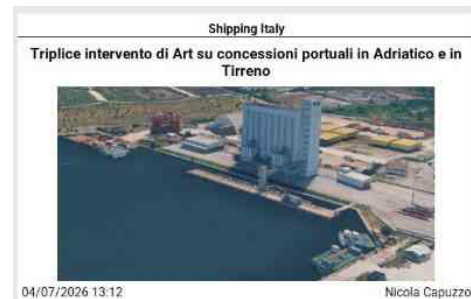 Shipping Italy
Triplice intervento di Art su concessioni portuali in Adriatico e in
Tirreno
04/07/2026 13:12
Nicola Capuzzo